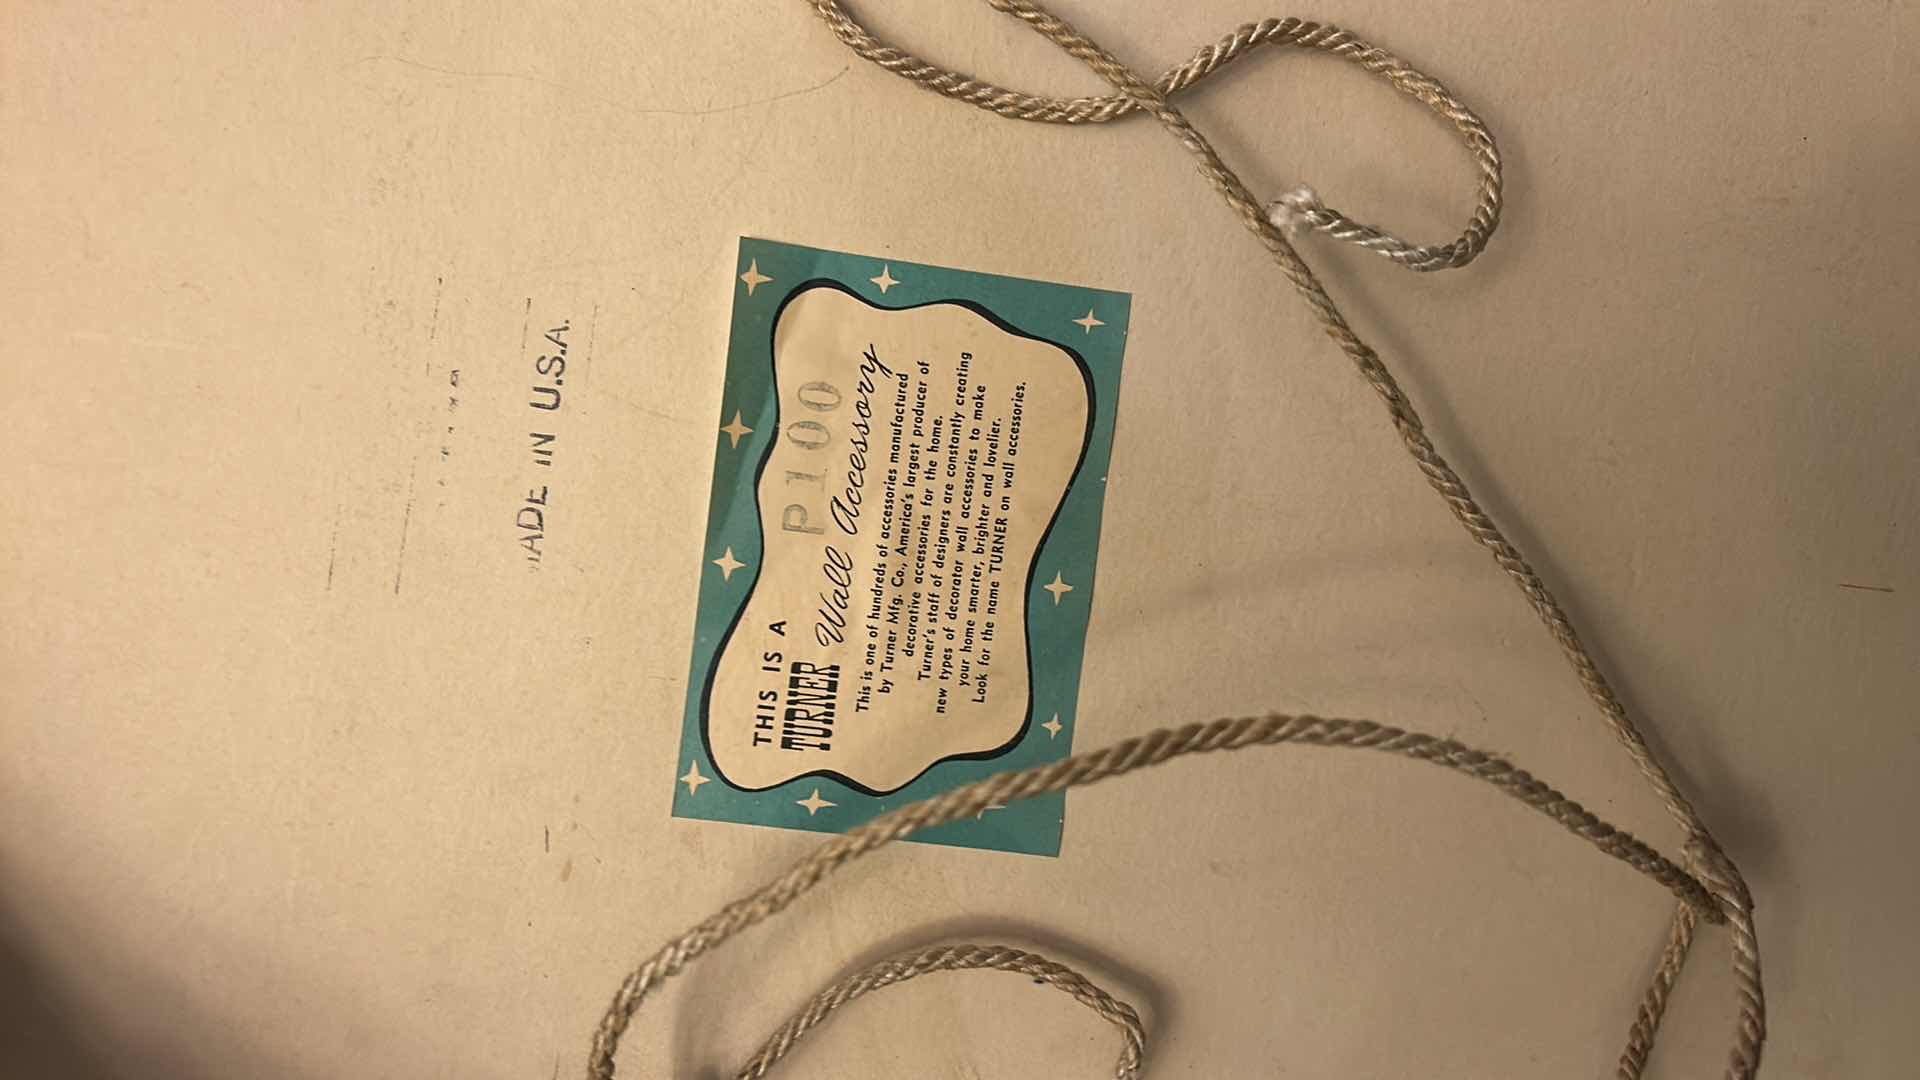 MADE IN U.S.A.
P100
THIS IS A
TURNER Wall Accessory
This is one of hundreds of accessories manufactured
by Turner Mfg. Co., America's largest producer of
decorative accessories for the home.
Turner's staff of designers are constantly creating
new types of decorator wall accessories to make
your home smarter, brighter and lovelier.
Look for the name TURNER on wall accessories.